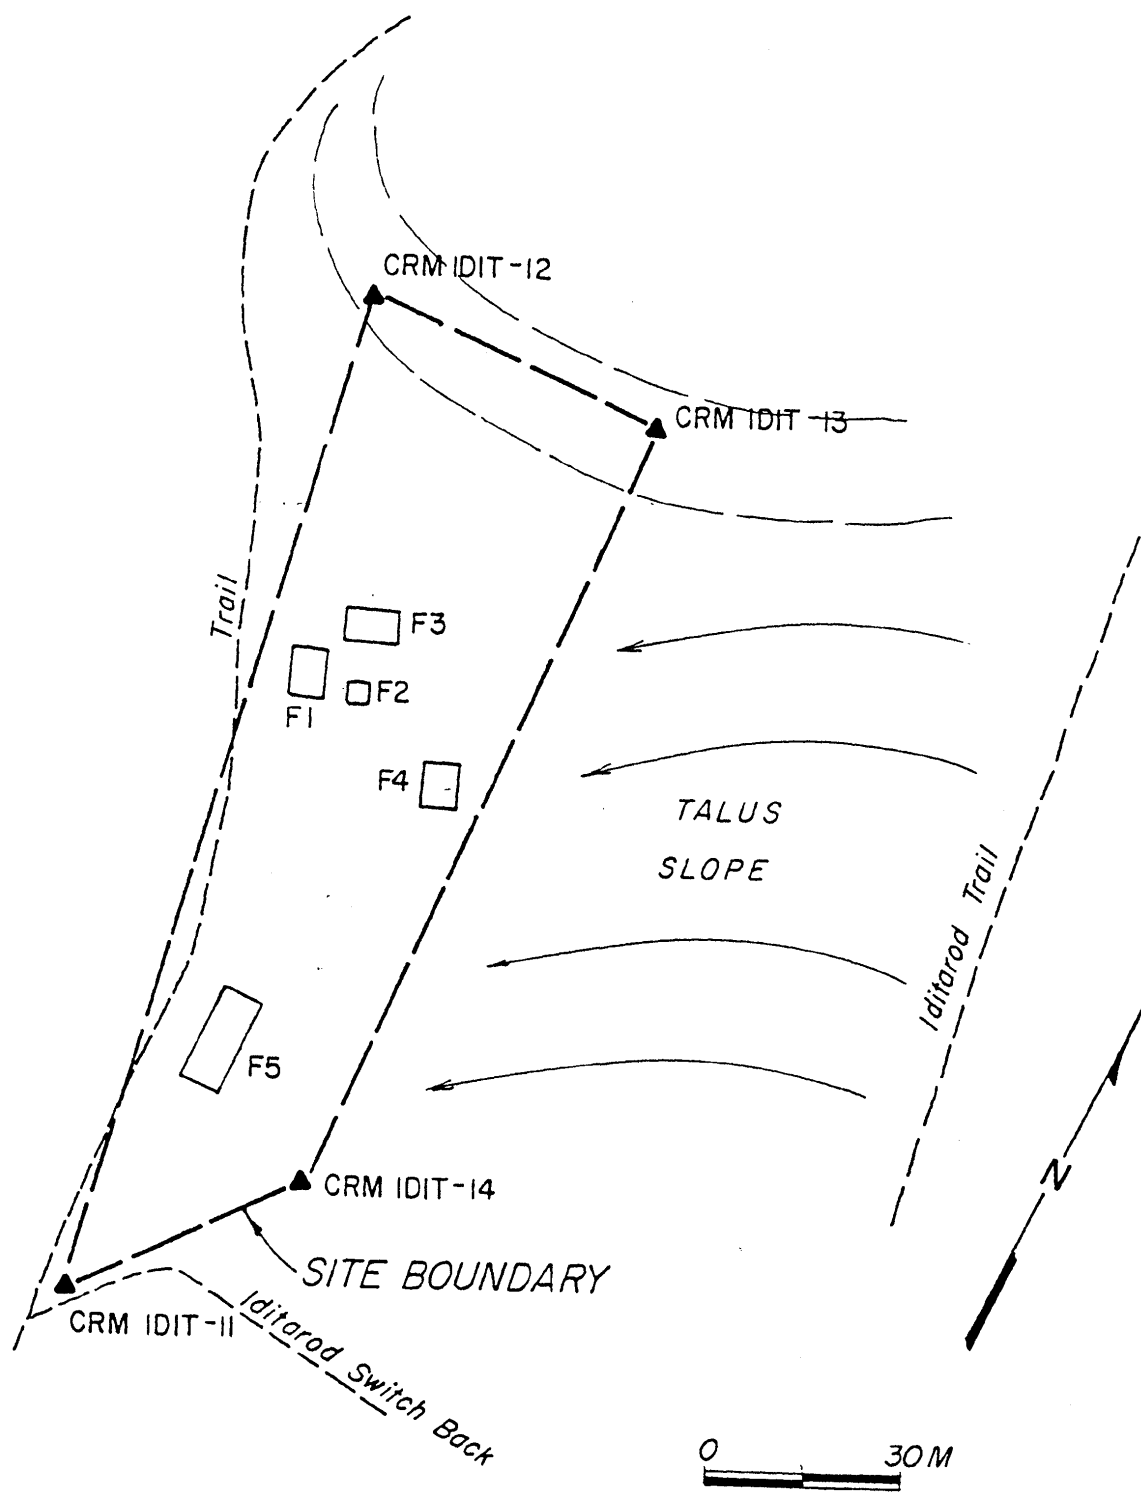 CRM IDIT-12
CRM IDIT-13
Trail
F3
F1
F2
F4
TALUS
SLOPE
Iditarod Trail
F5
N
CRM IDIT-14
SITE BOUNDARY
CRM IDIT-11
Iditarod Switch Back
0 30 M